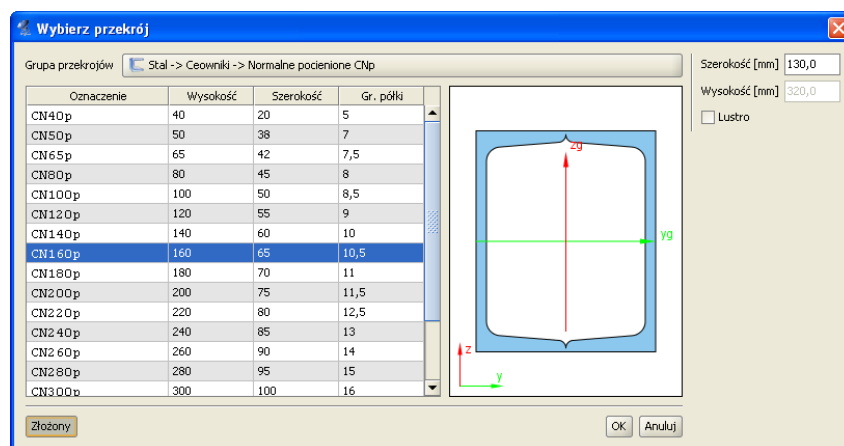 Wybierz przekrój
Grupa przekrojów Stal -> Ceowniki -> Normalne pocienione CNp
Szerokość [mm] 130,0
Wysokość [mm] 320,0
Lustro
Oznaczenie Wysokość Szerokość Gr. półki
CN40p 40 20 5
CN50p 50 38 7
CN65p 65 42 7,5
CN80p 80 45 8
CN100p 100 50 8,5
CN120p 120 55 9
CN140p 140 60 10
CN160p 160 65 10,5
CN180p 180 70 11
CN200p 200 75 11,5
CN220p 220 80 12,5
CN240p 240 85 13
CN260p 260 90 14
CN280p 280 95 15
CN300p 300 100 16
zg
yg
z
y
Złożony OK Anuluj